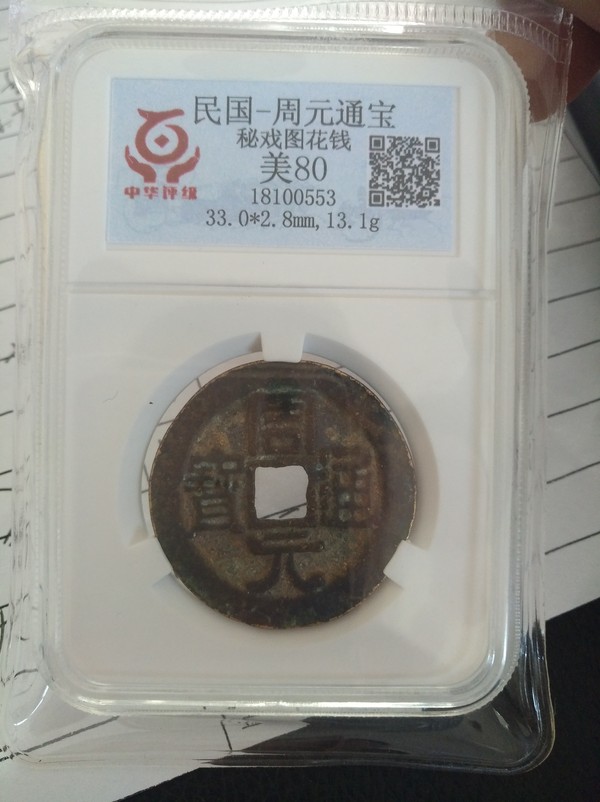 民国-周元通宝
秘戏图花钱
美80
18100553
33.0*2.8mm,13.1g
中华评级
周元通寶